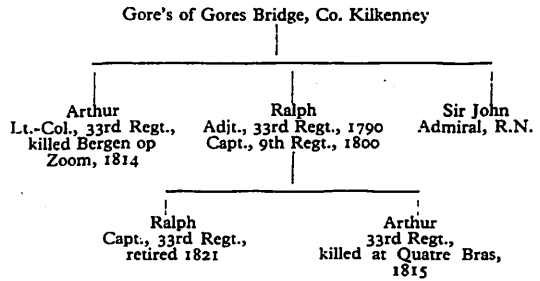 Gore's of Gores Bridge, Co. Kilkenney
Arthur
Lt.-Col., 33rd Regt.,
killed Bergen op
Zoom, 1814
Ralph
Adjt., 33rd Regt., 1790
Capt., 9th Regt., 1800
Sir John
Admiral, R.N.
Ralph
Capt., 33rd Regt.,
retired 1821
Arthur
33rd Regt.,
killed at Quatre Bras,
1815